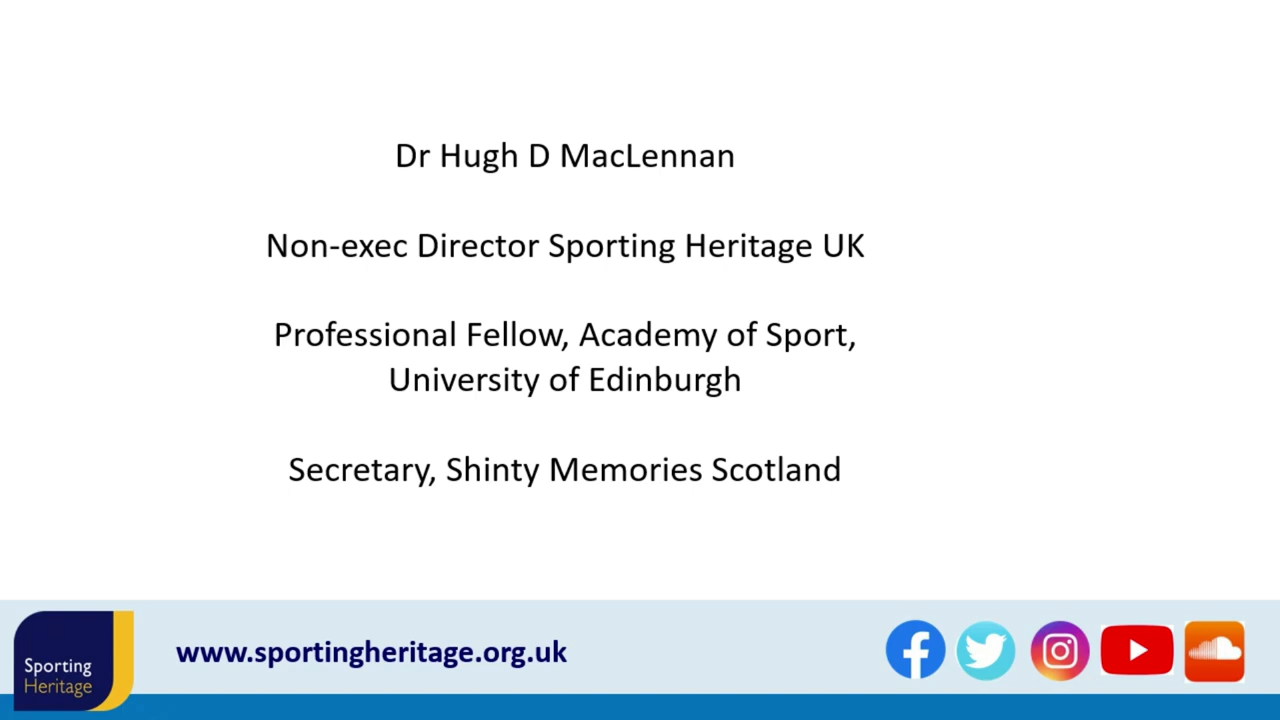 Dr Hugh D MacLennan
Non-exec Director Sporting Heritage UK
Professional Fellow, Academy of Sport,
University of Edinburgh
Secretary, Shinty Memories Scotland
Sporting
Heritage
www.sportingheritage.org.uk